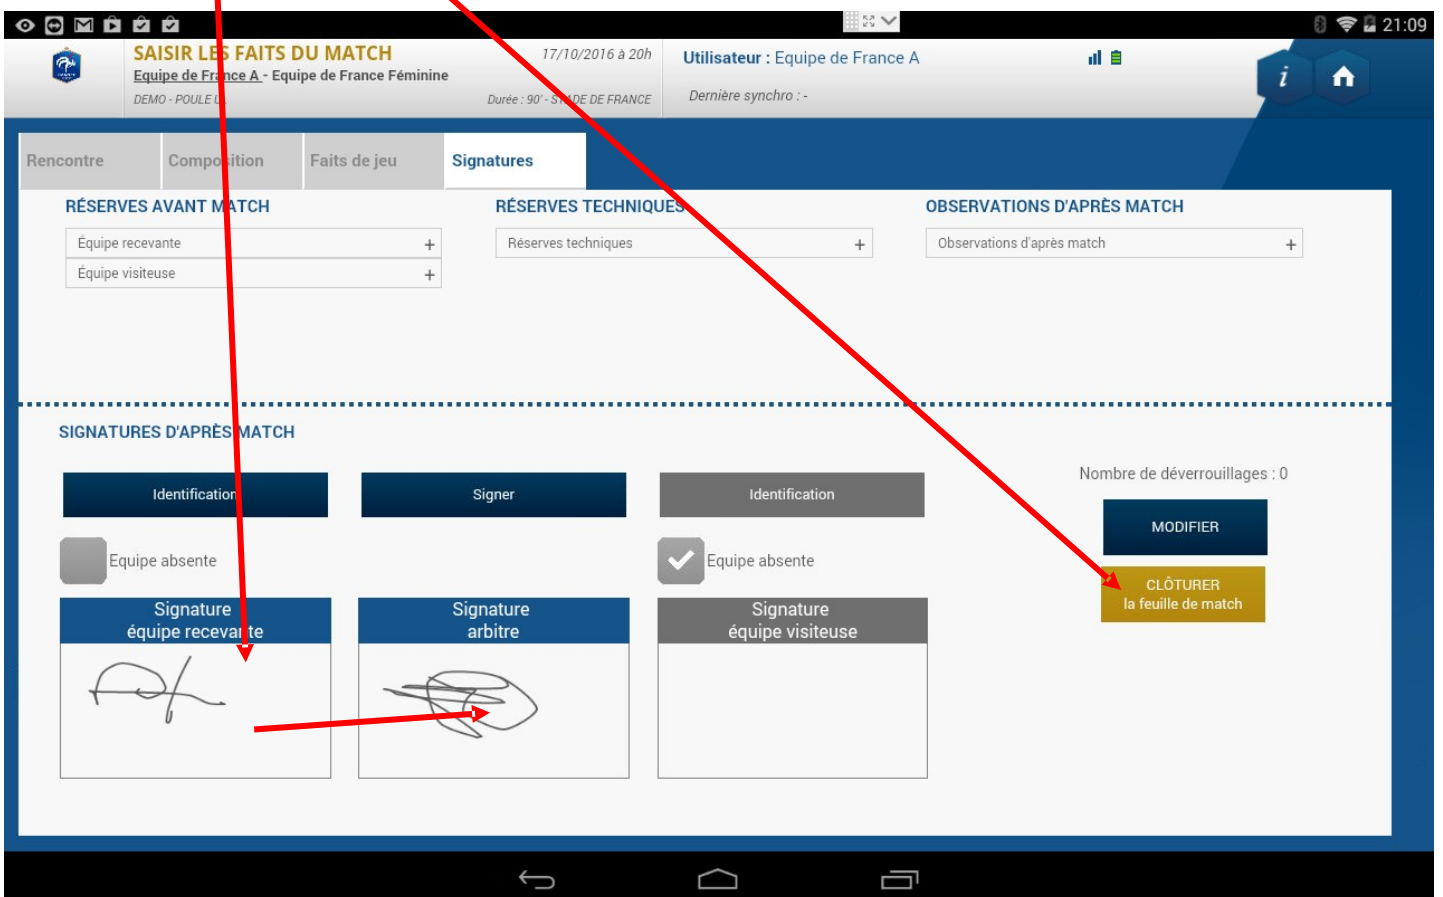 21:09
SAISIR LES FAITS DU MATCH
Equipe de France A - Equipe de France Féminine
DEMO - POULE U
17/10/2016 à 20h
Durée : 90' - STADE DE FRANCE
Utilisateur : Equipe de France A
Dernière synchro : -
i
Rencontre
Composition
Faits de jeu
Signatures
RÉSERVES AVANT MATCH
Équipe recevante +
Équipe visiteuse +
RÉSERVES TECHNIQUES
Réserves techniques +
OBSERVATIONS D'APRÈS MATCH
Observations d'après match +
SIGNATURES D'APRÈS MATCH
Identification
Signer
Identification
Equipe absente
Equipe absente
Signature
équipe recevante
Signature
arbitre
Signature
équipe visiteuse
Nombre de déverrouillages : 0
MODIFIER
CLÔTURER
la feuille de match